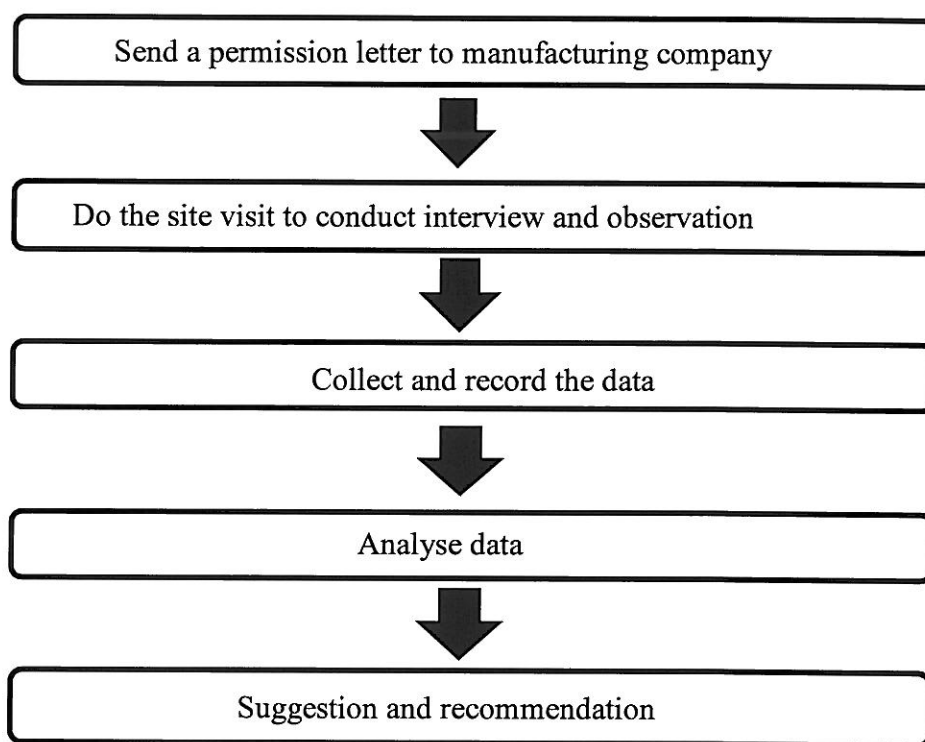 Send a permission letter to manufacturing company
Do the site visit to conduct interview and observation
Collect and record the data
Analyse data
Suggestion and recommendation